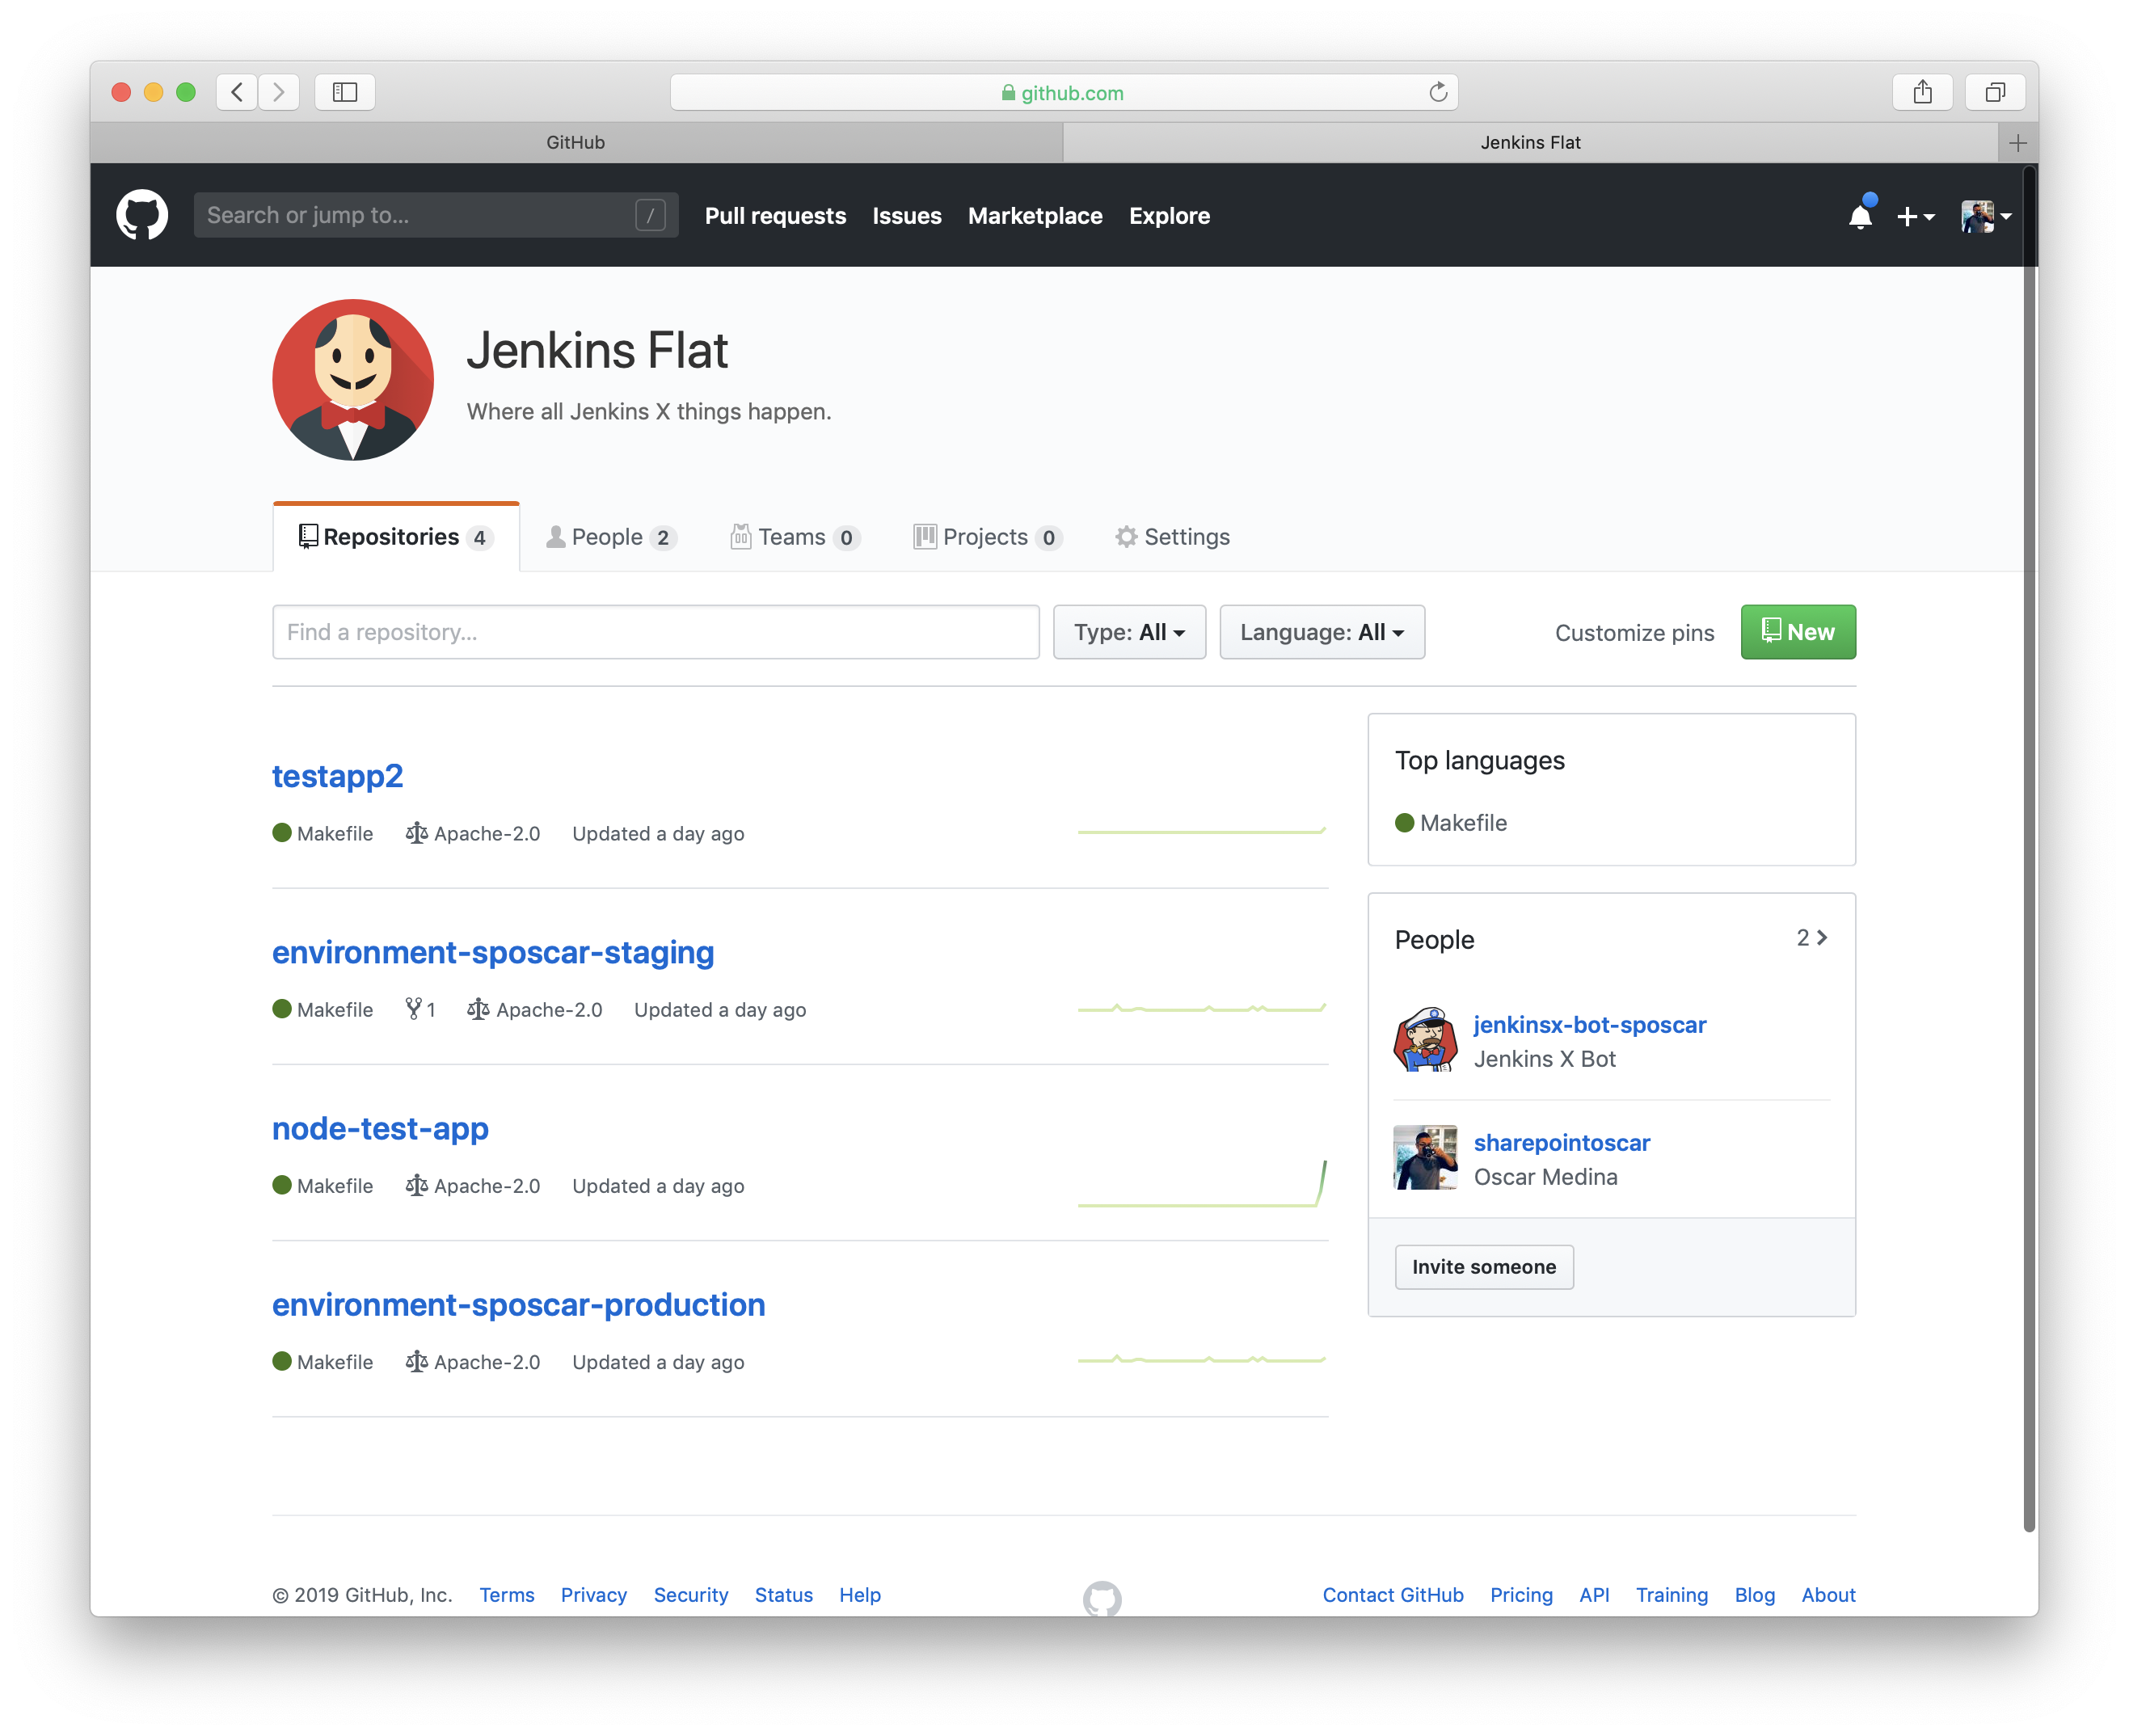 github.com
GitHub
Jenkins Flat
Search or jump to...
/
Pull requests Issues Marketplace Explore
Jenkins Flat
Where all Jenkins X things happen.
Repositories 4 People 2 Teams 0 Projects 0 Settings
Find a repository...
Type: All
Language: All
Customize pins
New
testapp2
Makefile Apache-2.0 Updated a day ago
environment-sposcar-staging
Makefile 1 Apache-2.0 Updated a day ago
node-test-app
Makefile Apache-2.0 Updated a day ago
environment-sposcar-production
Makefile Apache-2.0 Updated a day ago
Top languages
Makefile
People 2
jenkinsx-bot-sposcar
Jenkins X Bot
sharepointoscar
Oscar Medina
Invite someone
© 2019 GitHub, Inc. Terms Privacy Security Status Help
Contact GitHub Pricing API Training Blog About